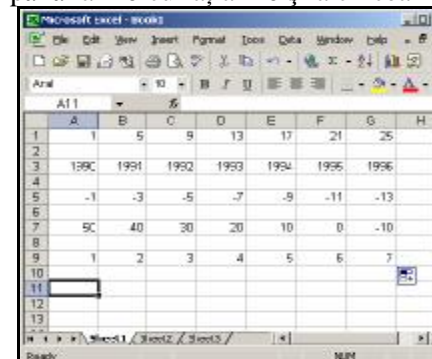 Microsoft Excel - Book1
File Edit View Insert Format Tools Data Window Help
Arial 10 B I U
A11 fx
A B C D E F G H
1 1 5 9 13 17 21 25
2
3 1990 1991 1992 1993 1994 1995 1996
4
5 -1 -3 -5 -7 -9 -11 -13
6
7 50 40 30 20 10 0 -10
8
9 1 2 3 4 5 6 7
10
11
12
13
Sheet1 Sheet2 Sheet3
Ready NUM